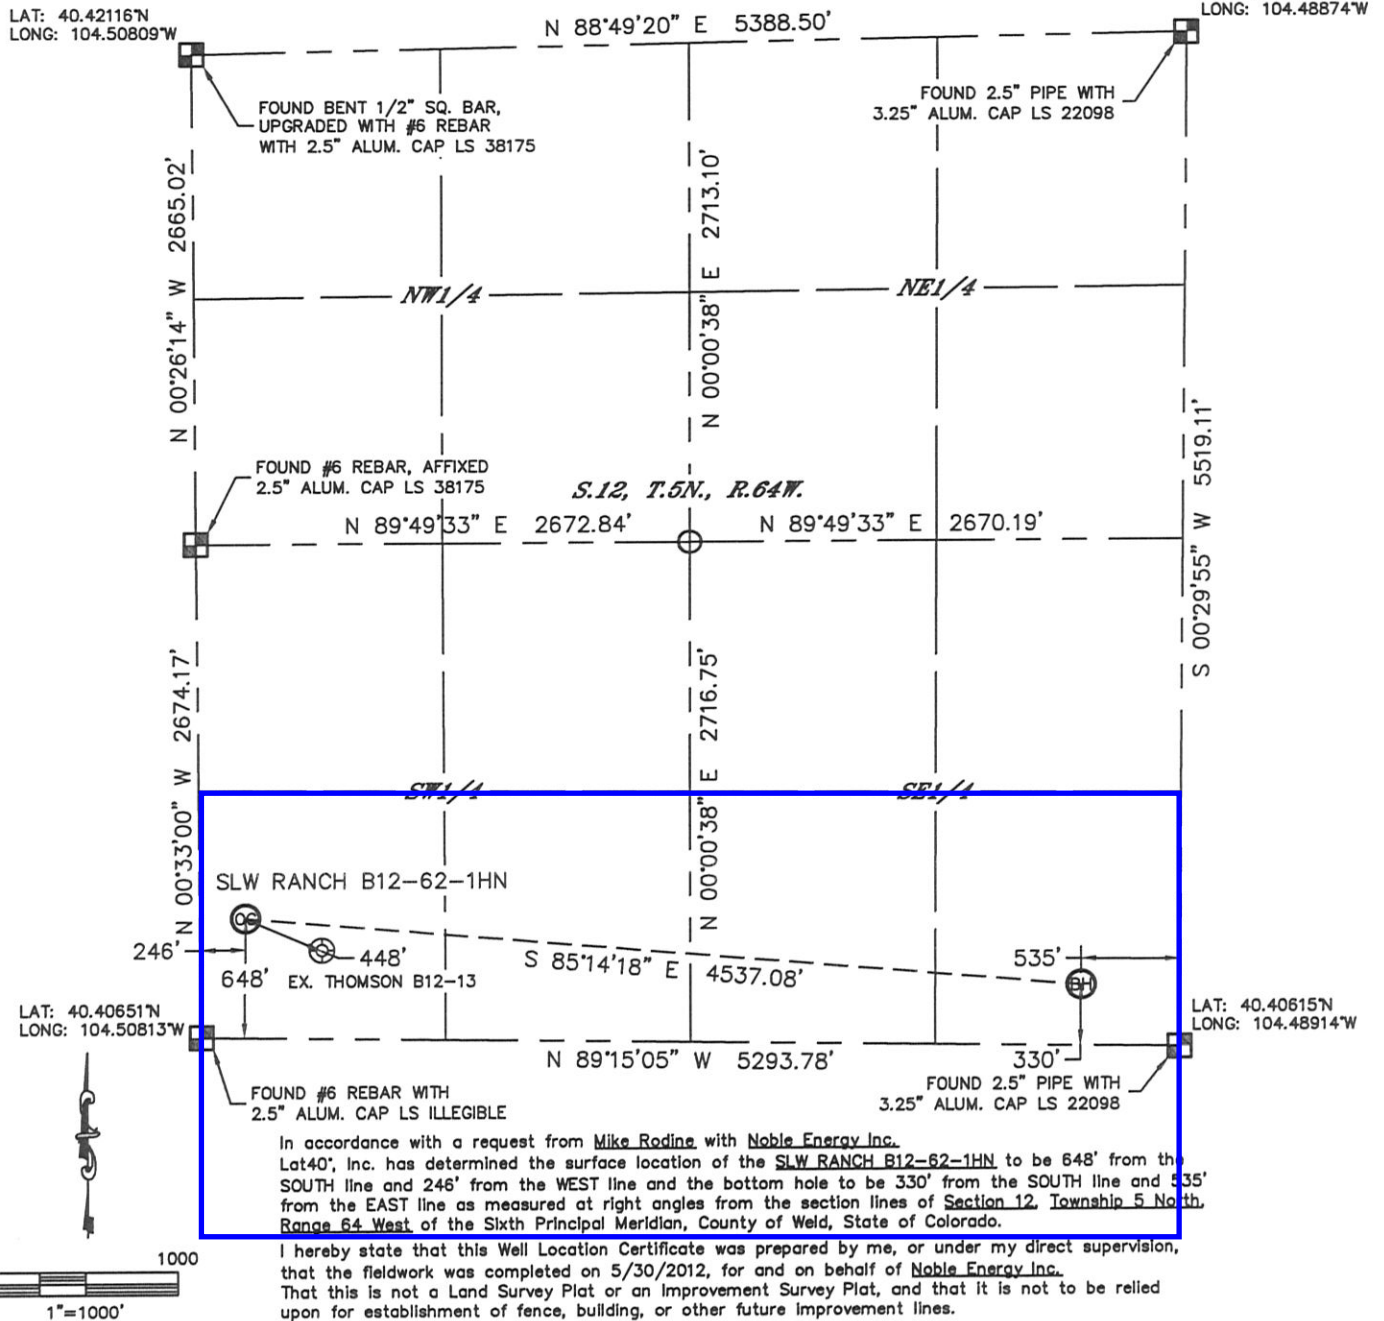 LAT: 40.42116°N
LONG: 104.50809°W
LONG: 104.48874°W
N 88°49'20" E 5388.50'
FOUND BENT 1/2" SQ. BAR,
UPGRADED WITH #6 REBAR
WITH 2.5" ALUM. CAP LS 38175
FOUND 2.5" PIPE WITH
3.25" ALUM. CAP LS 22098
N 00°26'14" W 2665.02'
N 00°00'38" E 2713.10'
NW1/4
NE1/4
S 00°29'55" W 5519.11'
FOUND #6 REBAR, AFFIXED
2.5" ALUM. CAP LS 38175
S.12, T.5N., R.64W.
N 89°49'33" E 2672.84'
N 89°49'33" E 2670.19'
N 00°33'00" W 2674.17'
N 00°00'38" E 2716.75'
SW1/4
SE1/4
SLW RANCH B12-62-1HN
OG
246'
448'
648'
EX. THOMSON B12-13
S 85°14'18" E 4537.08'
535'
BH
330'
LAT: 40.40651°N
LONG: 104.50813°W
LAT: 40.40615°N
LONG: 104.48914°W
N 89°15'05" W 5293.78'
FOUND #6 REBAR WITH
2.5" ALUM. CAP LS ILLEGIBLE
FOUND 2.5" PIPE WITH
3.25" ALUM. CAP LS 22098
In accordance with a request from Mike Rodine with Noble Energy Inc.
Lat40°, Inc. has determined the surface location of the SLW RANCH B12-62-1HN to be 648' from the
SOUTH line and 246' from the WEST line and the bottom hole to be 330' from the SOUTH line and 535'
from the EAST line as measured at right angles from the section lines of Section 12, Township 5 North,
Range 64 West of the Sixth Principal Meridian, County of Weld, State of Colorado.
I hereby state that this Well Location Certificate was prepared by me, or under my direct supervision,
that the fieldwork was completed on 5/30/2012, for and on behalf of Noble Energy Inc.
That this is not a Land Survey Plat or an Improvement Survey Plat, and that it is not to be relied
upon for establishment of fence, building, or other future improvement lines.
1000
1"=1000'